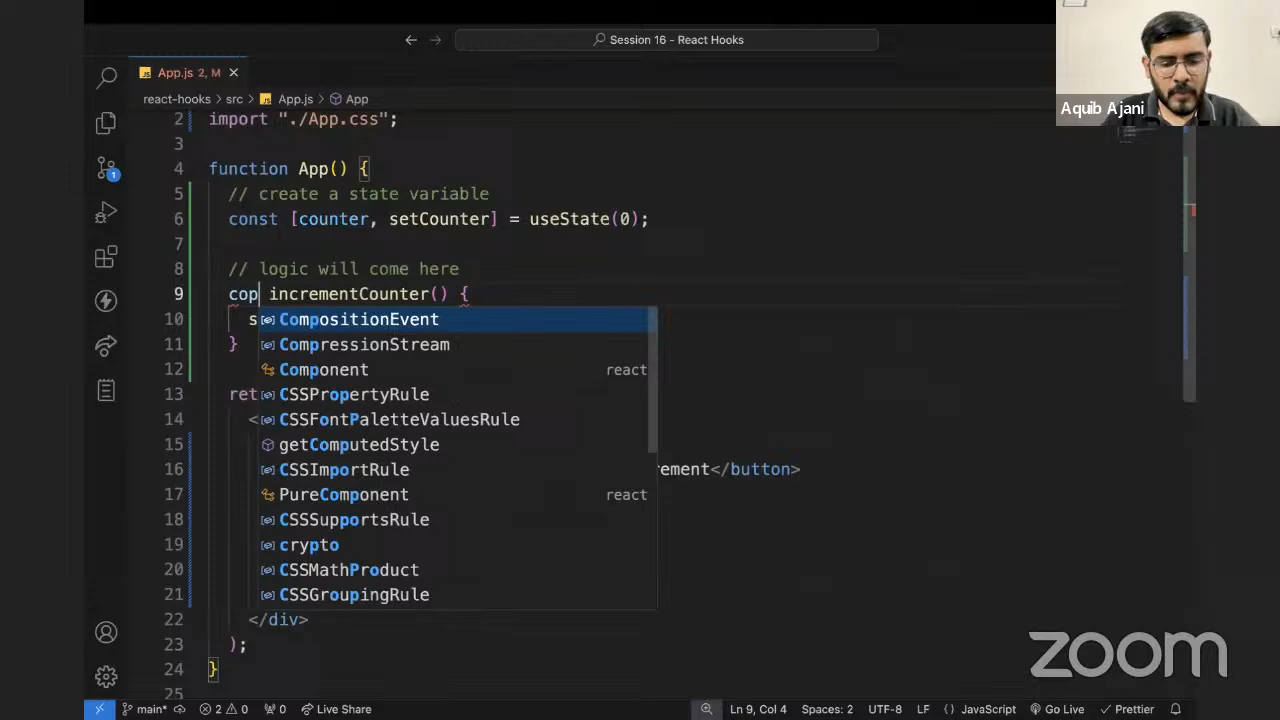 Session 16 - React Hooks
Aquib Ajani
JS App.js 2, M
react-hooks > src > JS App.js > App
2 import "./App.css";
3
4 function App() {
5 // create a state variable
6 const [counter, setCounter] = useState(0);
7
8 // logic will come here
9 cop incrementCounter() {
10 s
CompositionEvent
11 }
CompressionStream
12
Component react
13 ret
CSSPropertyRule
14 <
CSSFontPaletteValuesRule
15
getComputedStyle
16
CSSImportRule
rement</button>
17
PureComponent react
18
CSSSupportsRule
19
crypto
20
CSSMathProduct
21
CSSGroupingRule
22 </div>
23 );
24 }
25
1
zoom
main* 2 0 0 Live Share Ln 9, Col 4 Spaces: 2 UTF-8 LF {} JavaScript Go Live Prettier